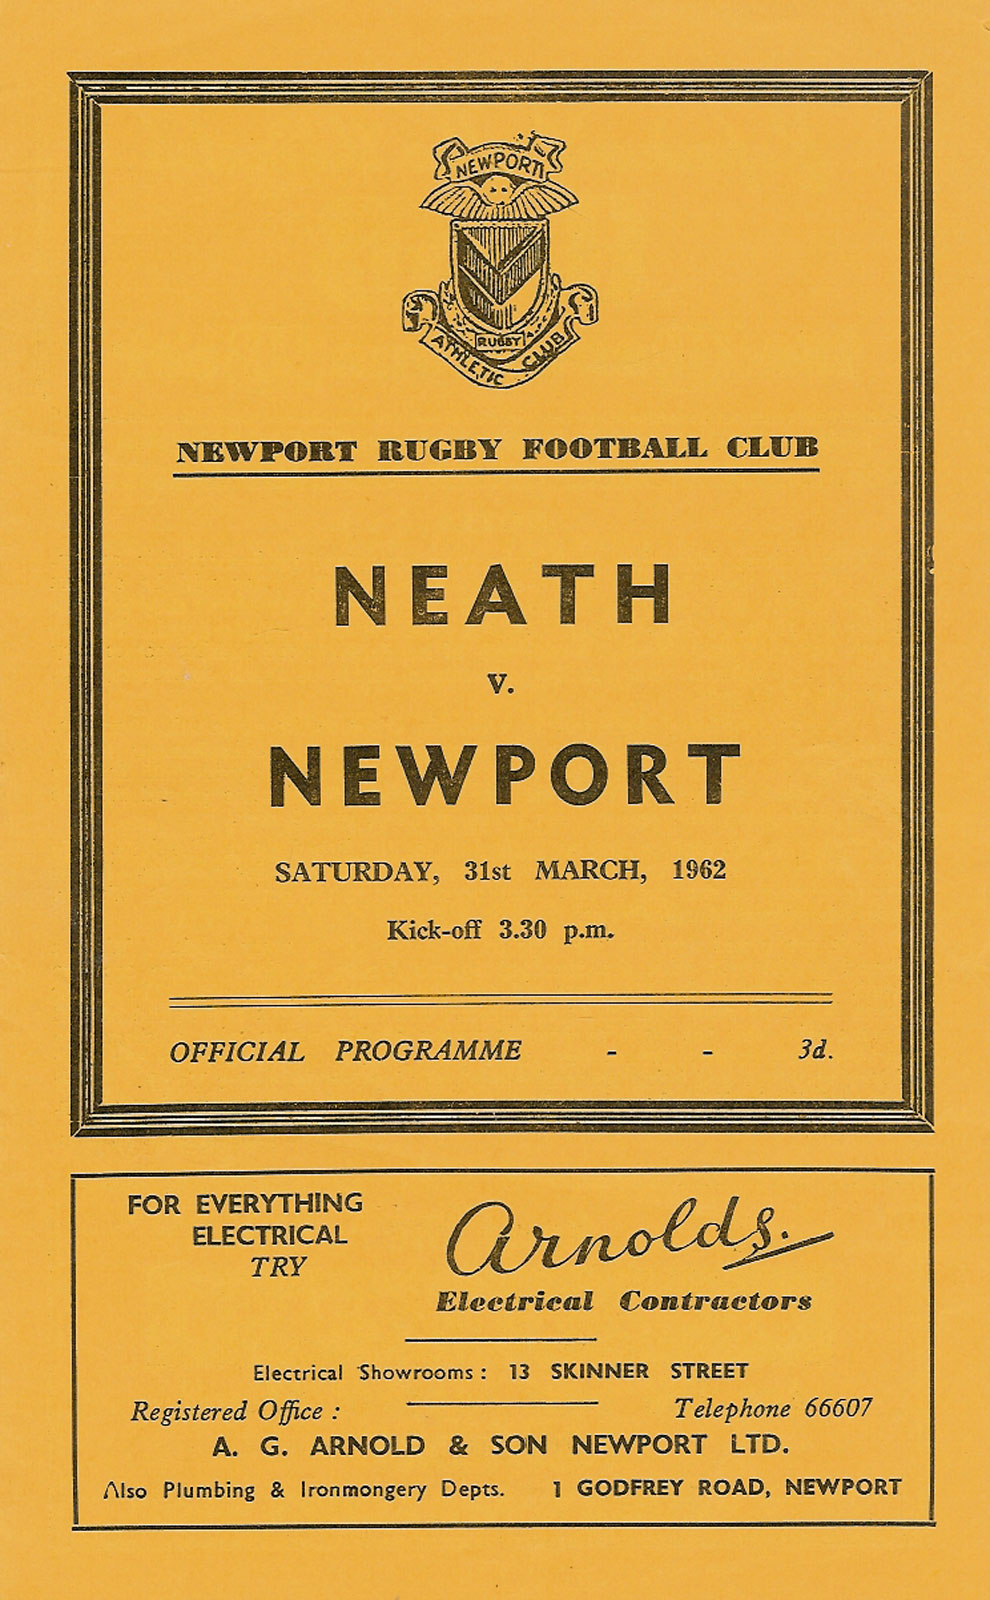 NEWPORT
RUGBY
ATHLETIC CLUB
NEWPORT RUGBY FOOTBALL CLUB
NEATH
v.
NEWPORT
SATURDAY, 31st MARCH, 1962
Kick-off 3.30 p.m.
OFFICIAL PROGRAMME - - 3d.
FOR EVERYTHING
ELECTRICAL
TRY
Arnolds.
Electrical Contractors
Electrical Showrooms : 13 SKINNER STREET
Registered Office : Telephone 66607
A. G. ARNOLD & SON NEWPORT LTD.
Also Plumbing & Ironmongery Depts. 1 GODFREY ROAD, NEWPORT